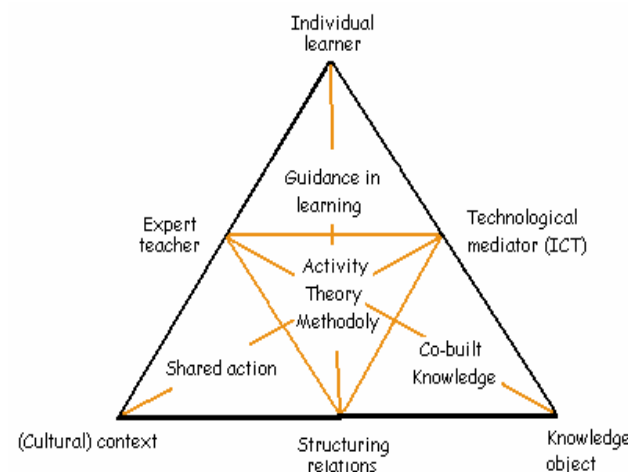 Individual
learner
Guidance in
learning
Expert
teacher
Technological
mediator (ICT)
Activity
Theory
Methodoly
Shared action
Co-built
Knowledge
(Cultural) context
Structuring
relations
Knowledge
object